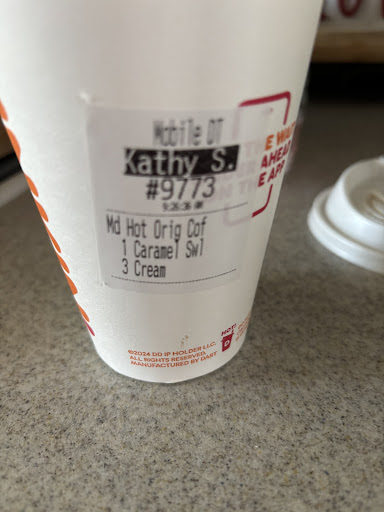 Mobile DT
Kathy S.
#9773
Md Hot Orig Cof
1 Caramel Swl
3 Cream
E WA
AHEAD
E APP
HOT!
©2024 DD IP HOLDER LLC.
ALL RIGHTS RESERVED.
MANUFACTURED BY DART